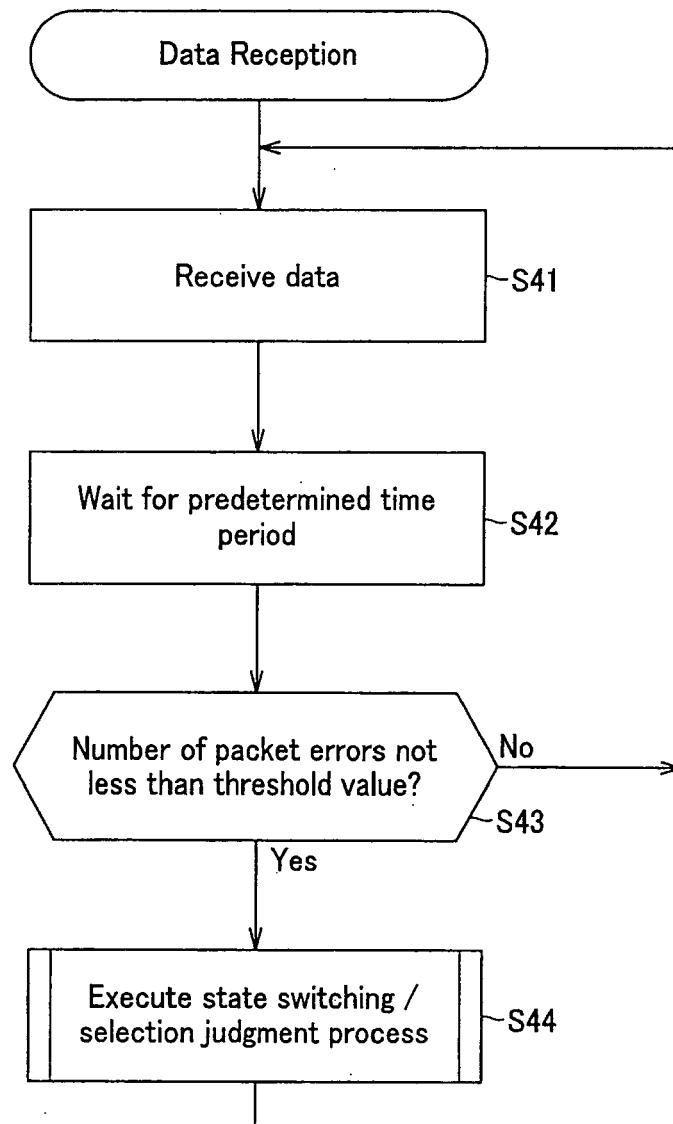 Data Reception
Receive data
S41
Wait for predetermined time
period
S42
Number of packet errors not
less than threshold value?
No
S43
Yes
Execute state switching /
selection judgment process
S44